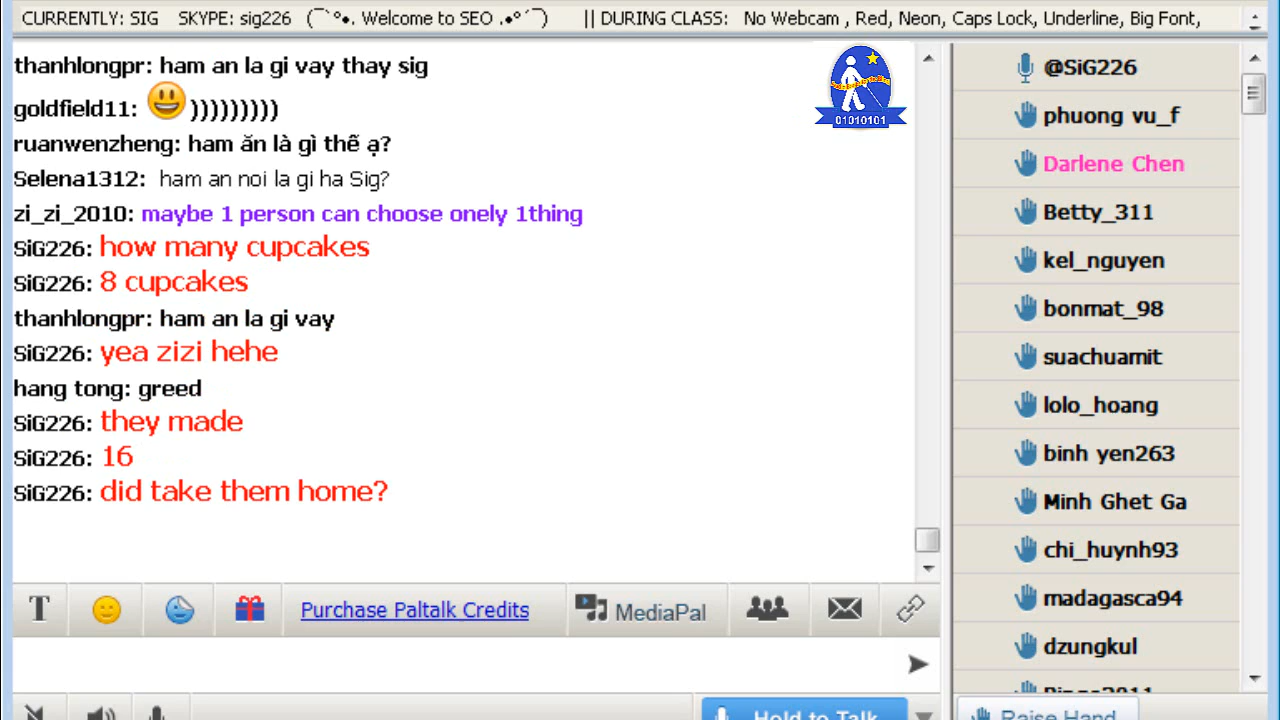 CURRENTLY: SIG SKYPE: sig226 (¯`°•. Welcome to SEO .•°´¯) || DURING CLASS: No Webcam , Red, Neon, Caps Lock, Underline, Big Font,
thanhlongpr: ham an la gi vay thay sig
goldfield11: 😃 )))))))))
ruanwenzheng: ham ăn là gì thế ạ?
Selena1312: ham an noi la gi ha Sig?
zi_zi_2010: maybe 1 person can choose onely 1thing
SiG226: how many cupcakes
SiG226: 8 cupcakes
thanhlongpr: ham an la gi vay
SiG226: yea zizi hehe
hang tong: greed
SiG226: they made
SiG226: 16
SiG226: did take them home?
01010101
@SiG226
phuong vu_f
Darlene Chen
Betty_311
kel_nguyen
bonmat_98
suachuamit
lolo_hoang
binh yen263
Minh Ghet Ga
chi_huynh93
madagasca94
dzungkul
T
Purchase Paltalk Credits
MediaPal
Hold to Talk
Raise Hand